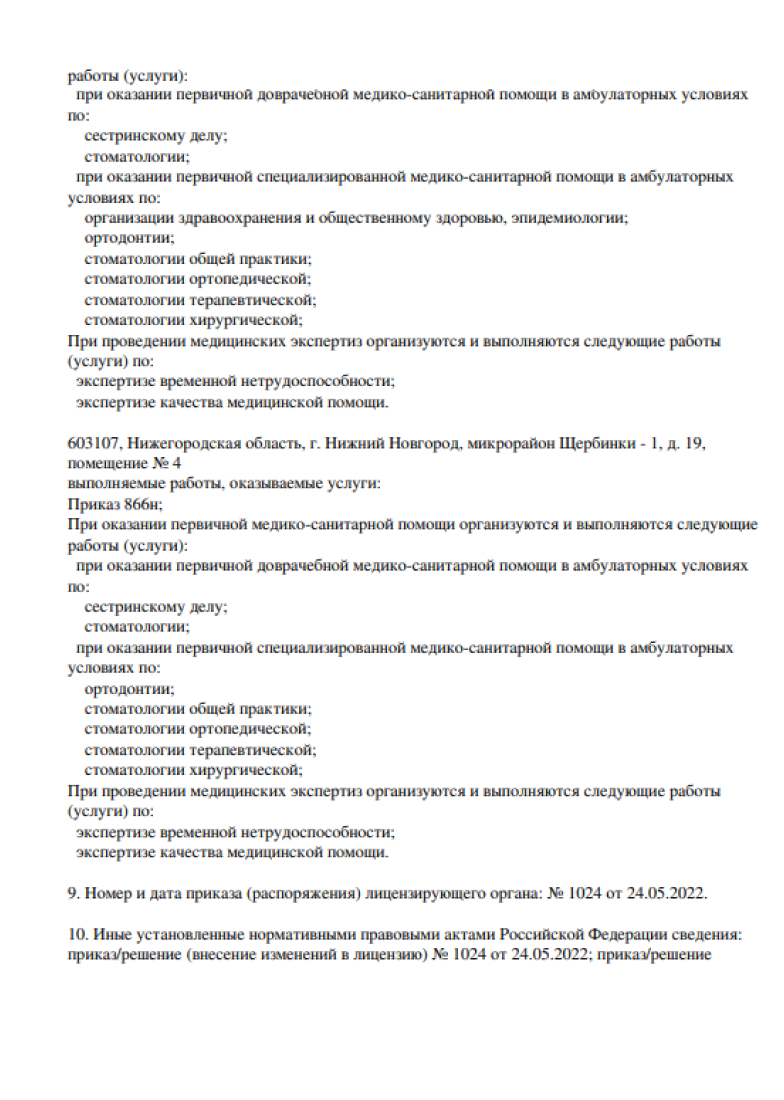 работы (услуги):
при оказании первичной доврачебной медико-санитарной помощи в амбулаторных условиях
по:
сестринскому делу;
стоматологии;
при оказании первичной специализированной медико-санитарной помощи в амбулаторных
условиях по:
организации здравоохранения и общественному здоровью, эпидемиологии;
ортодонтии;
стоматологии общей практики;
стоматологии ортопедической;
стоматологии терапевтической;
стоматологии хирургической;
При проведении медицинских экспертиз организуются и выполняются следующие работы
(услуги) по:
экспертизе временной нетрудоспособности;
экспертизе качества медицинской помощи.
603107, Нижегородская область, г. Нижний Новгород, микрорайон Щербинки - 1, д. 19,
помещение № 4
выполняемые работы, оказываемые услуги:
Приказ 866н;
При оказании первичной медико-санитарной помощи организуются и выполняются следующие
работы (услуги):
при оказании первичной доврачебной медико-санитарной помощи в амбулаторных условиях
по:
сестринскому делу;
стоматологии;
при оказании первичной специализированной медико-санитарной помощи в амбулаторных
условиях по:
ортодонтии;
стоматологии общей практики;
стоматологии ортопедической;
стоматологии терапевтической;
стоматологии хирургической;
При проведении медицинских экспертиз организуются и выполняются следующие работы
(услуги) по:
экспертизе временной нетрудоспособности;
экспертизе качества медицинской помощи.
9. Номер и дата приказа (распоряжения) лицензирующего органа: № 1024 от 24.05.2022.
10. Иные установленные нормативными правовыми актами Российской Федерации сведения:
приказ/решение (внесение изменений в лицензию) № 1024 от 24.05.2022; приказ/решение